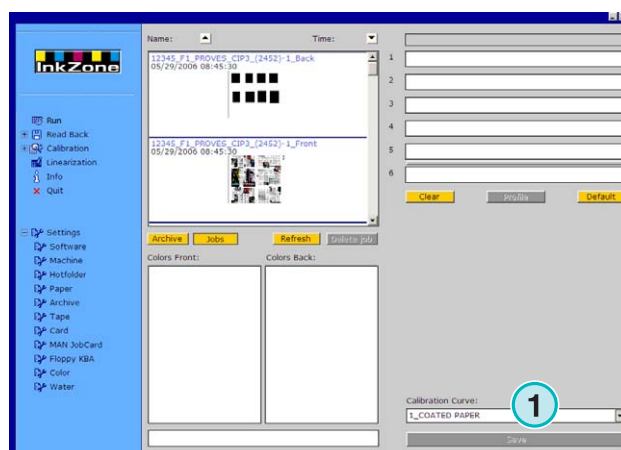 InkZone
Run
Read Back
Calibration
Linearization
Info
Quit
Settings
Software
Machine
Hotfolder
Paper
Archive
Tape
Card
MAN JobCard
Floppy KBA
Color
Water
Name:
Time:
12345_F1_PROVES_CIP3_(2452)-1_Back
05/29/2006 08:45:30
12345_F1_PROVES_CIP3_(2452)-1_Front
05/29/2006 08:45:30
Archive
Jobs
Refresh
Delete job
Colors Front:
Colors Back:
1
2
3
4
5
6
Clear
Profile
Default
Calibration Curve:
1_COATED PAPER
1
Save